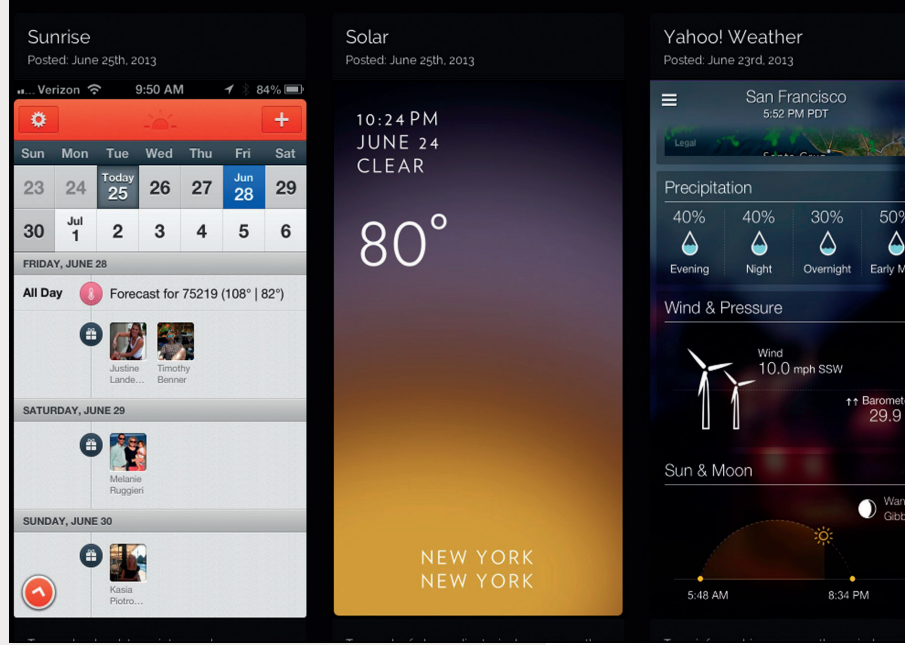 Sunrise
Posted: June 25th, 2013
Verizon 9:50 AM 84%
Sun Mon Tue Wed Thu Fri Sat
23 24 Today 25 26 27 Jun 28 29
30 Jul 1 2 3 4 5 6
FRIDAY, JUNE 28
All Day Forecast for 75219 (108° | 82°)
Justine Lande...
Timothy Benner
SATURDAY, JUNE 29
Melanie Ruggieri
SUNDAY, JUNE 30
Kasia Piotro...
Solar
Posted: June 25th, 2013
10:24 PM
JUNE 24
CLEAR
80°
NEW YORK
NEW YORK
Yahoo! Weather
Posted: June 23rd, 2013
San Francisco
5:52 PM PDT
Legal
Precipitation
40% 40% 30% 50%
Evening Night Overnight Early M
Wind & Pressure
Wind
10.0 mph SSW
Baromet
29.9
Sun & Moon
Wan
Gibb
5:48 AM 8:34 PM